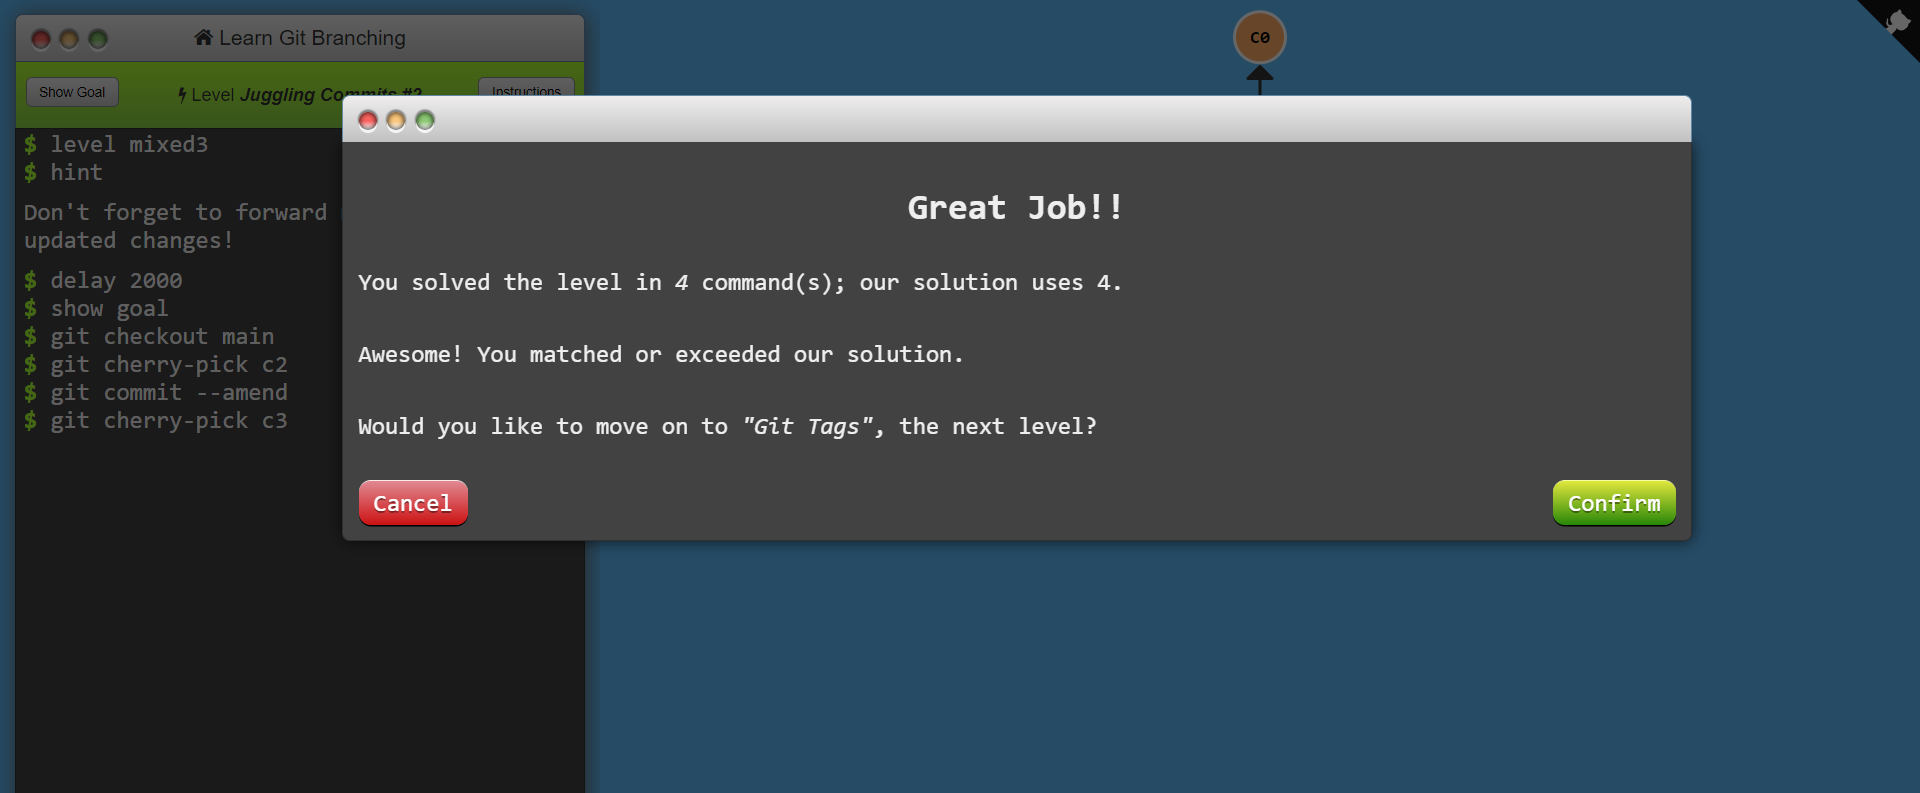 Learn Git Branching
C0
Show Goal
Level Juggling Commits #2
Instructions
$ level mixed3
$ hint
Don't forget to forward
updated changes!
$ delay 2000
$ show goal
$ git checkout main
$ git cherry-pick c2
$ git commit --amend
$ git cherry-pick c3
Great Job!!
You solved the level in 4 command(s); our solution uses 4.
Awesome! You matched or exceeded our solution.
Would you like to move on to "Git Tags", the next level?
Cancel
Confirm